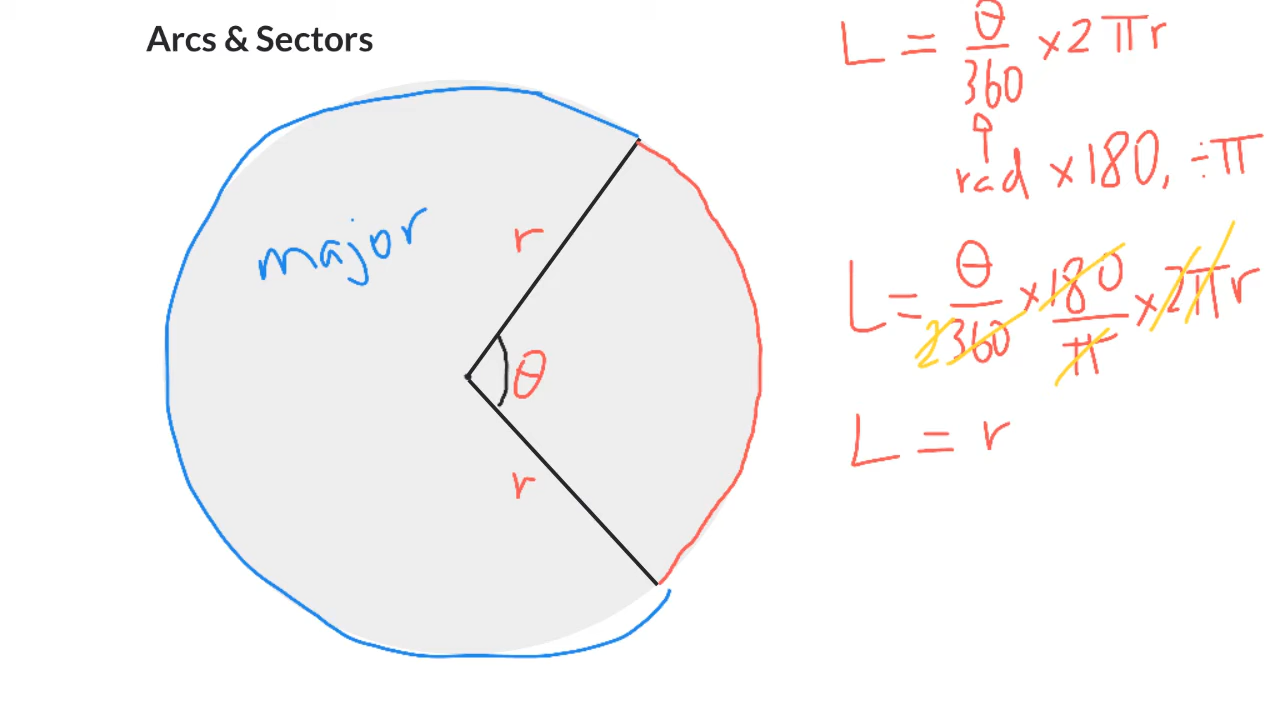 Arcs & Sectors
L = θ/360 × 2πr
rad × 180, ÷π
major
r
L = θ/2360 × 180/π × 2πr
θ
L = r
r